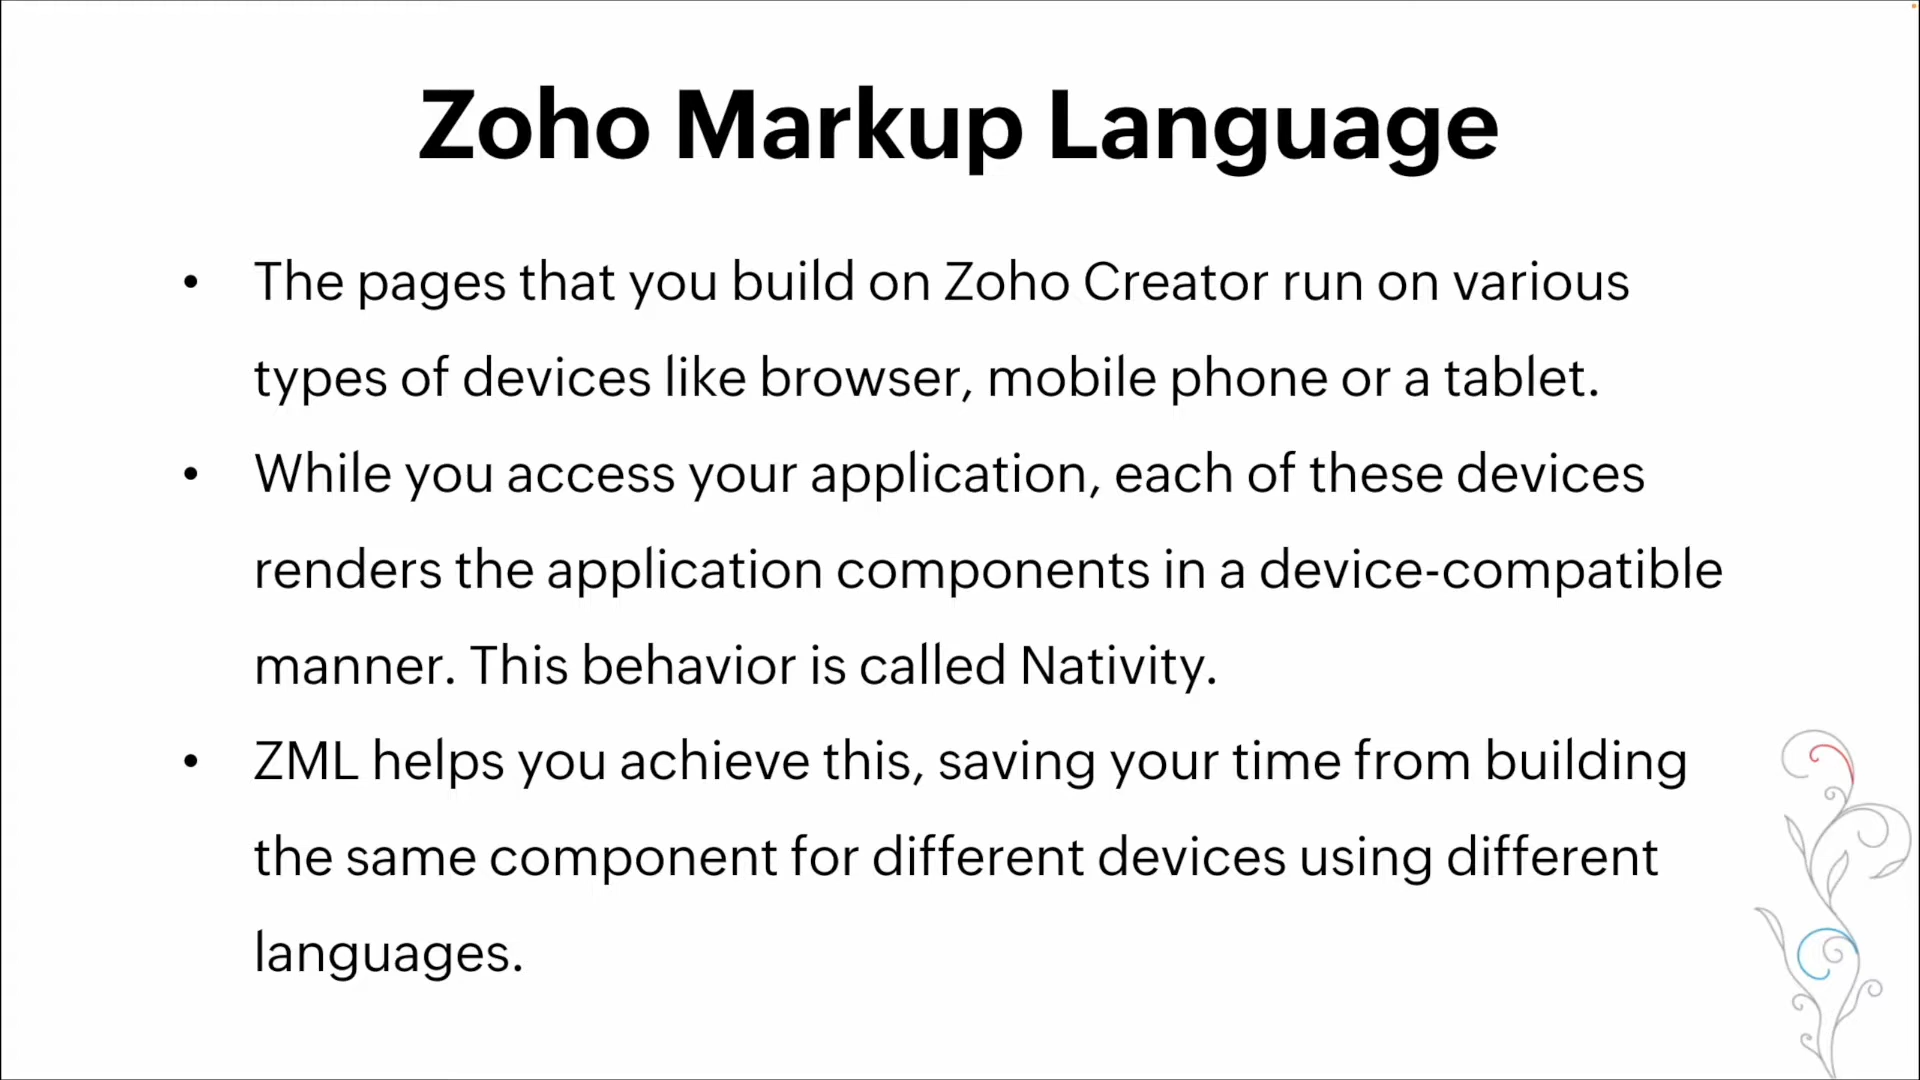 Zoho Markup Language
• The pages that you build on Zoho Creator run on various
types of devices like browser, mobile phone or a tablet.
• While you access your application, each of these devices
renders the application components in a device-compatible
manner. This behavior is called Nativity.
• ZML helps you achieve this, saving your time from building
the same component for different devices using different
languages.